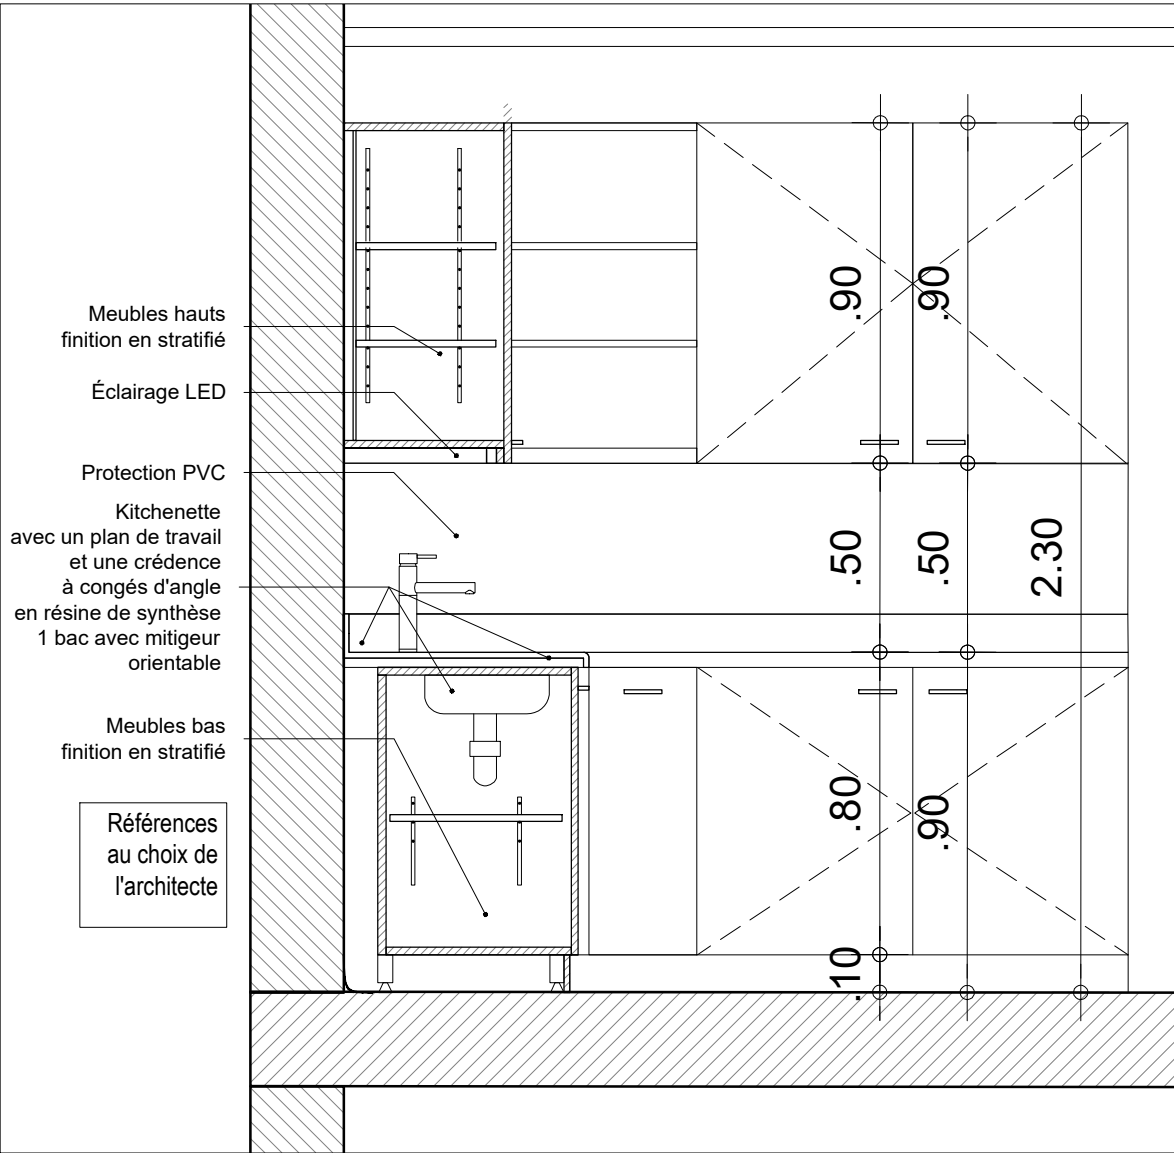 Meubles hauts
finition en stratifié
Éclairage LED
Protection PVC
Kitchenette
avec un plan de travail
et une crédence
à congés d'angle
en résine de synthèse
1 bac avec mitigeur
orientable
Meubles bas
finition en stratifié
Références
au choix de
l'architecte
.90
.90
.50
.50
2.30
.80
.90
.10